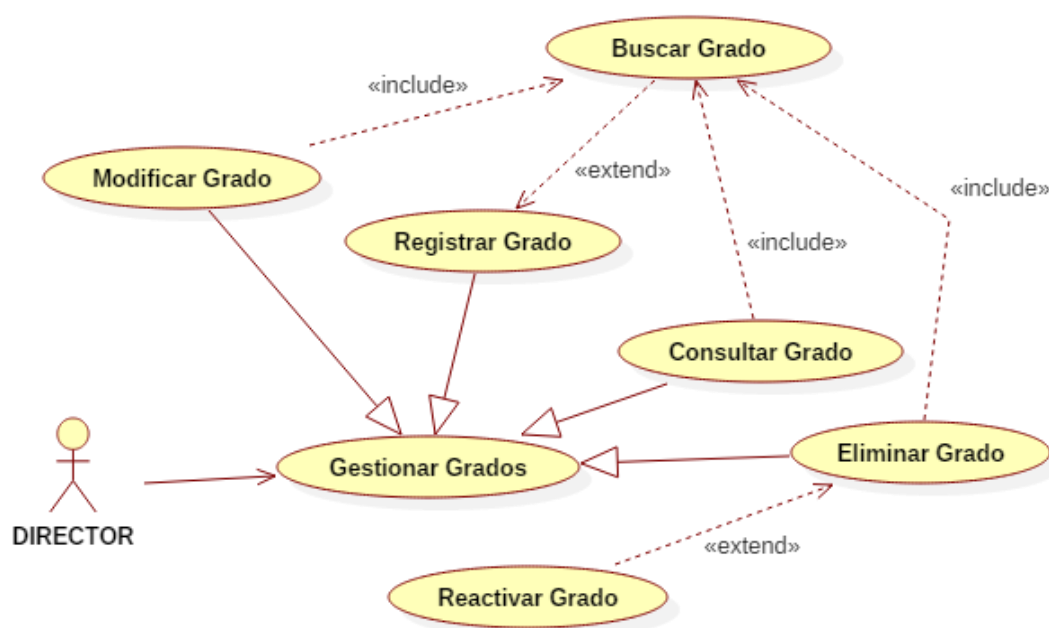 Buscar Grado
«include»
Modificar Grado
«extend»
«include»
Registrar Grado
«include»
Consultar Grado
Eliminar Grado
Gestionar Grados
DIRECTOR
«extend»
Reactivar Grado